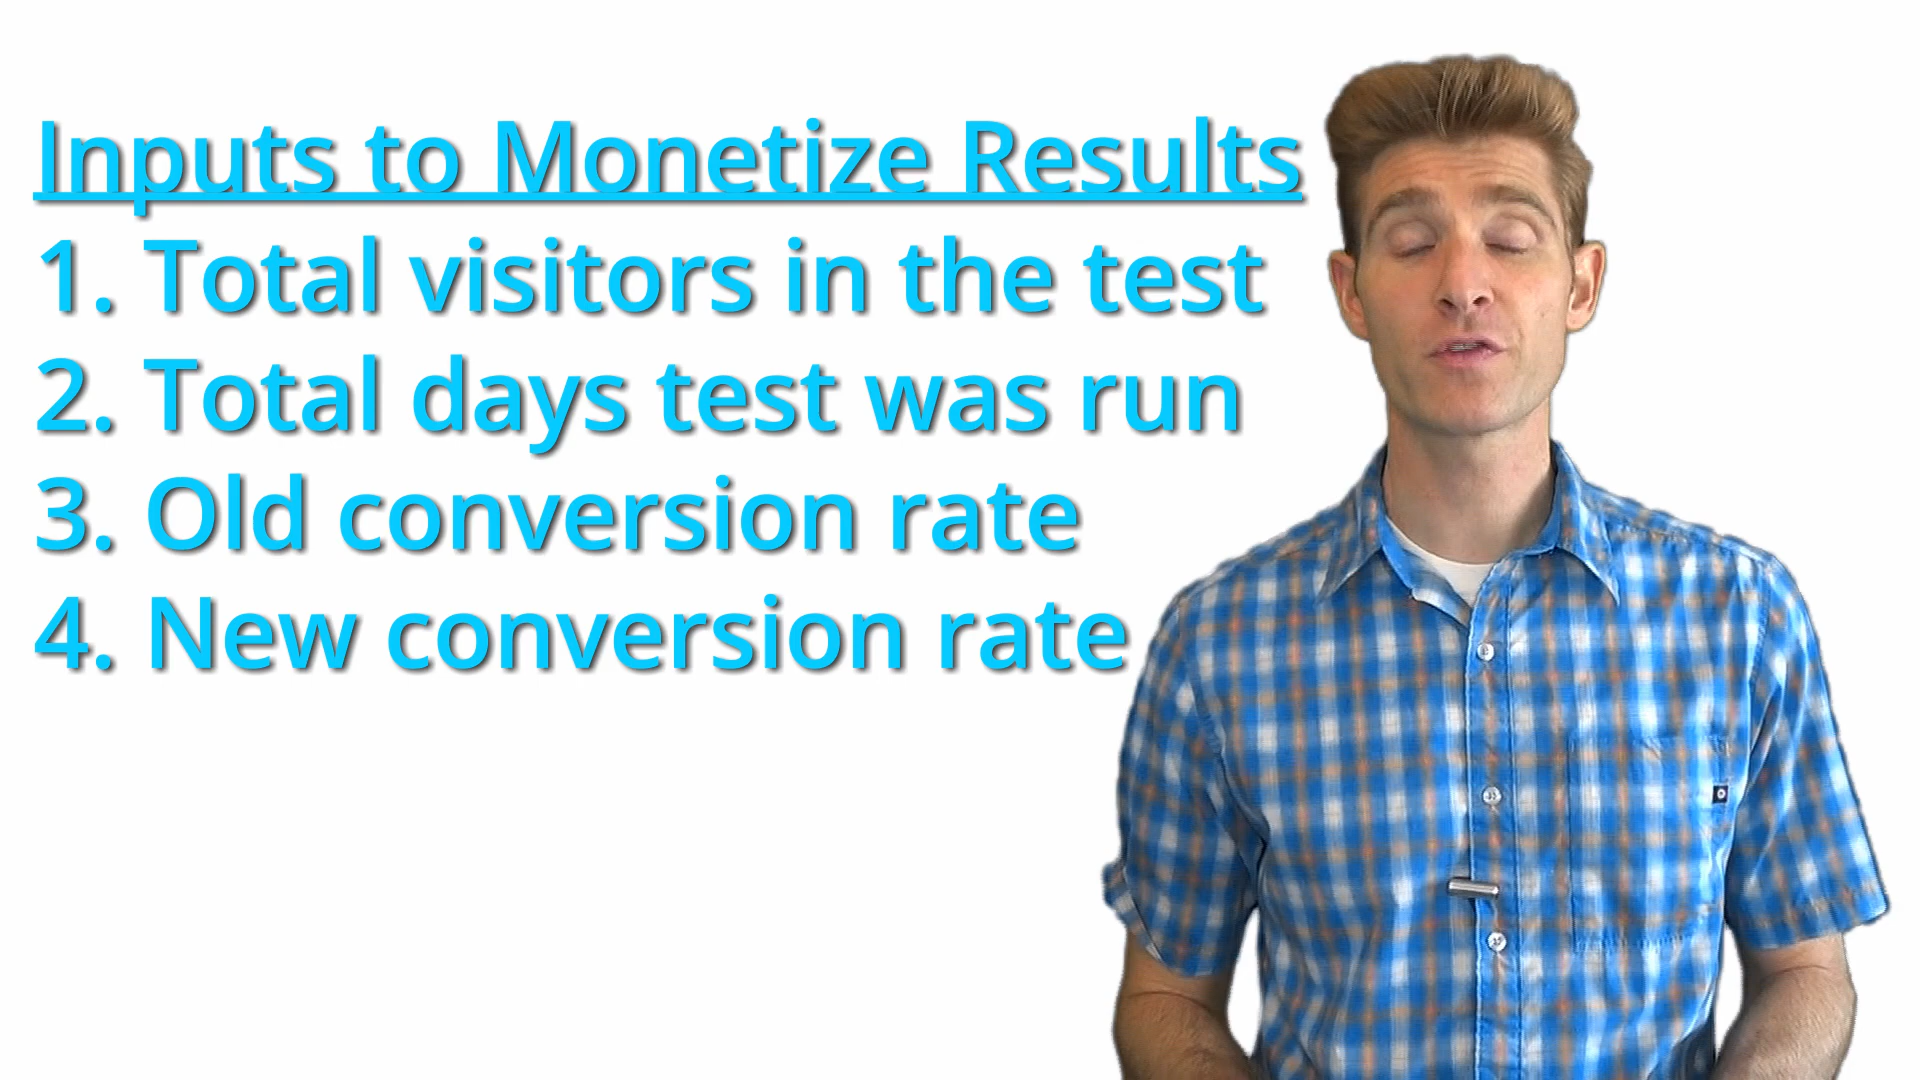 Inputs to Monetize Results
1. Total visitors in the test
2. Total days test was run
3. Old conversion rate
4. New conversion rate